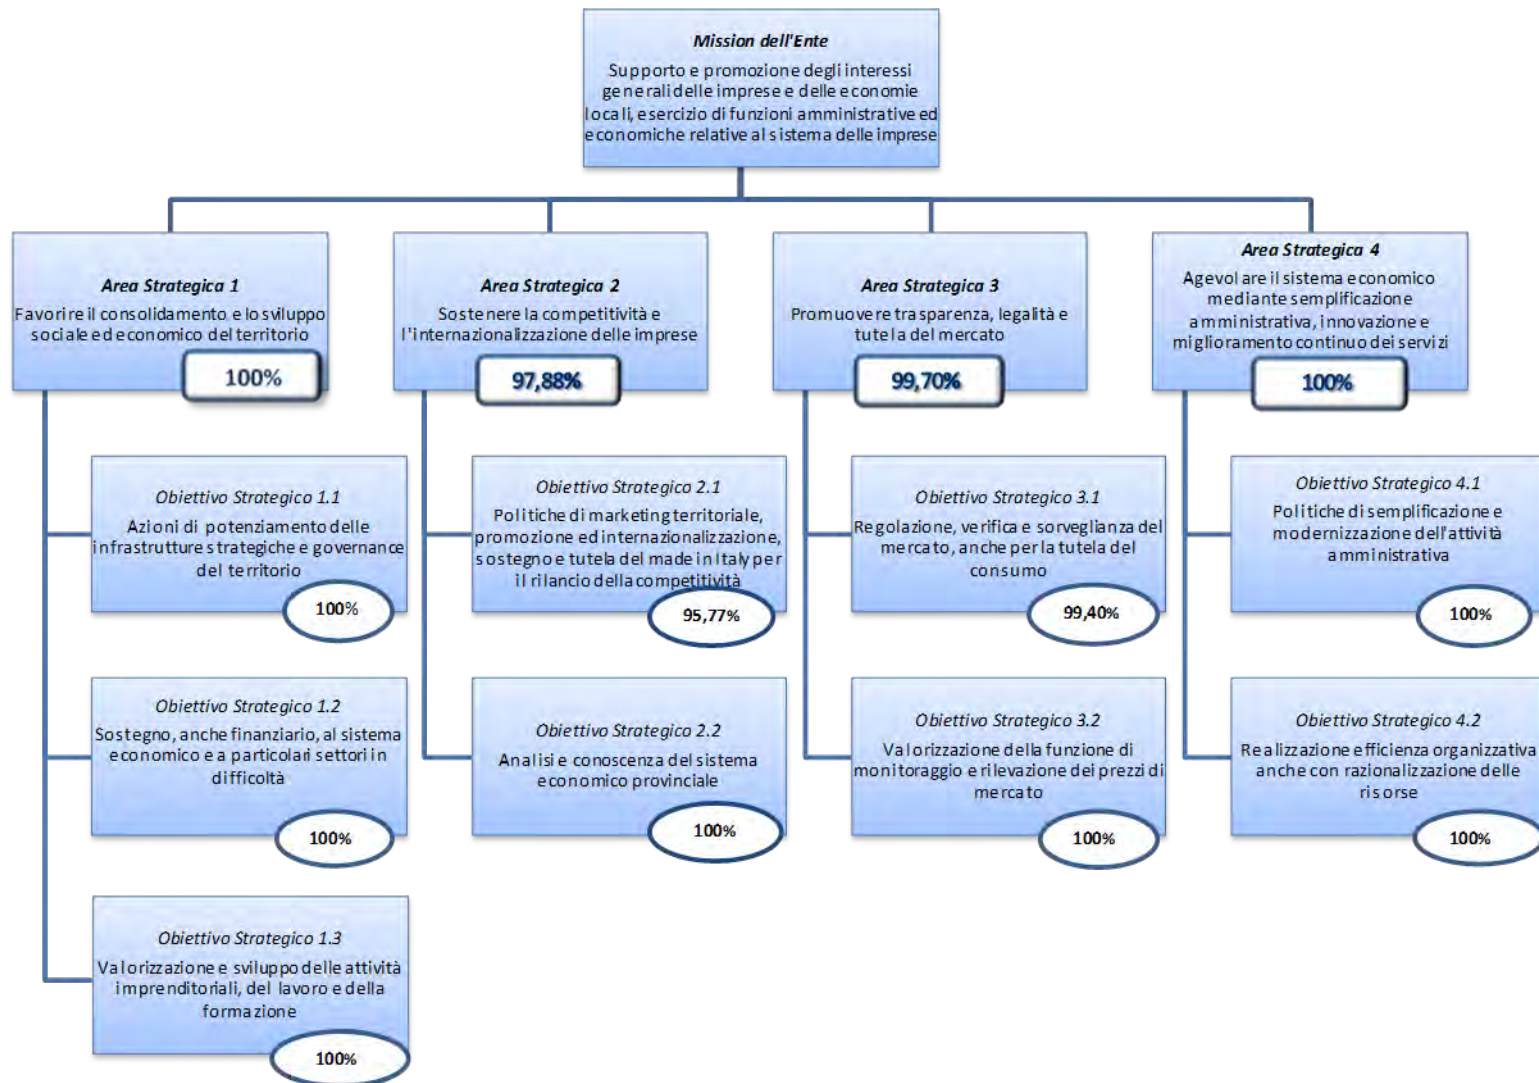 Mission dell'Ente
Supporto e promozione degli interessi
generali delle imprese e delle economie
locali, esercizio di funzioni amministrative ed
economiche relative al sistema delle imprese
Area Strategica 1
Favorire il consolidamento e lo sviluppo
sociale ed economico del territorio
100%
Area Strategica 2
Sostenere la competitività e
l'internazionalizzazione delle imprese
97,88%
Area Strategica 3
Promuovere trasparenza, legalità e
tutela del mercato
99,70%
Area Strategica 4
Agevolare il sistema economico
mediante semplificazione
amministrativa, innovazione e
miglioramento continuo dei servizi
100%
Obiettivo Strategico 1.1
Azioni di potenziamento delle
infrastrutture strategiche e governance
del territorio
100%
Obiettivo Strategico 2.1
Politiche di marketing territoriale,
promozione ed internazionalizzazione,
sostegno e tutela del made in Italy per
il rilancio della competitività
95,77%
Obiettivo Strategico 3.1
Regolazione, verifica e sorveglianza del
mercato, anche per la tutela del
consumo
99,40%
Obiettivo Strategico 4.1
Politiche di semplificazione e
modernizzazione dell'attività
amministrativa
100%
Obiettivo Strategico 1.2
Sostegno, anche finanziario, al sistema
economico e a particolari settori in
difficoltà
100%
Obiettivo Strategico 2.2
Analisi e conoscenza del sistema
economico provinciale
100%
Obiettivo Strategico 3.2
Valorizzazione della funzione di
monitoraggio e rilevazione dei prezzi di
mercato
100%
Obiettivo Strategico 4.2
Realizzazione efficienza organizzativa
anche con razionalizzazione delle
risorse
100%
Obiettivo Strategico 1.3
Valorizzazione e sviluppo delle attività
imprenditoriali, del lavoro e della
formazione
100%